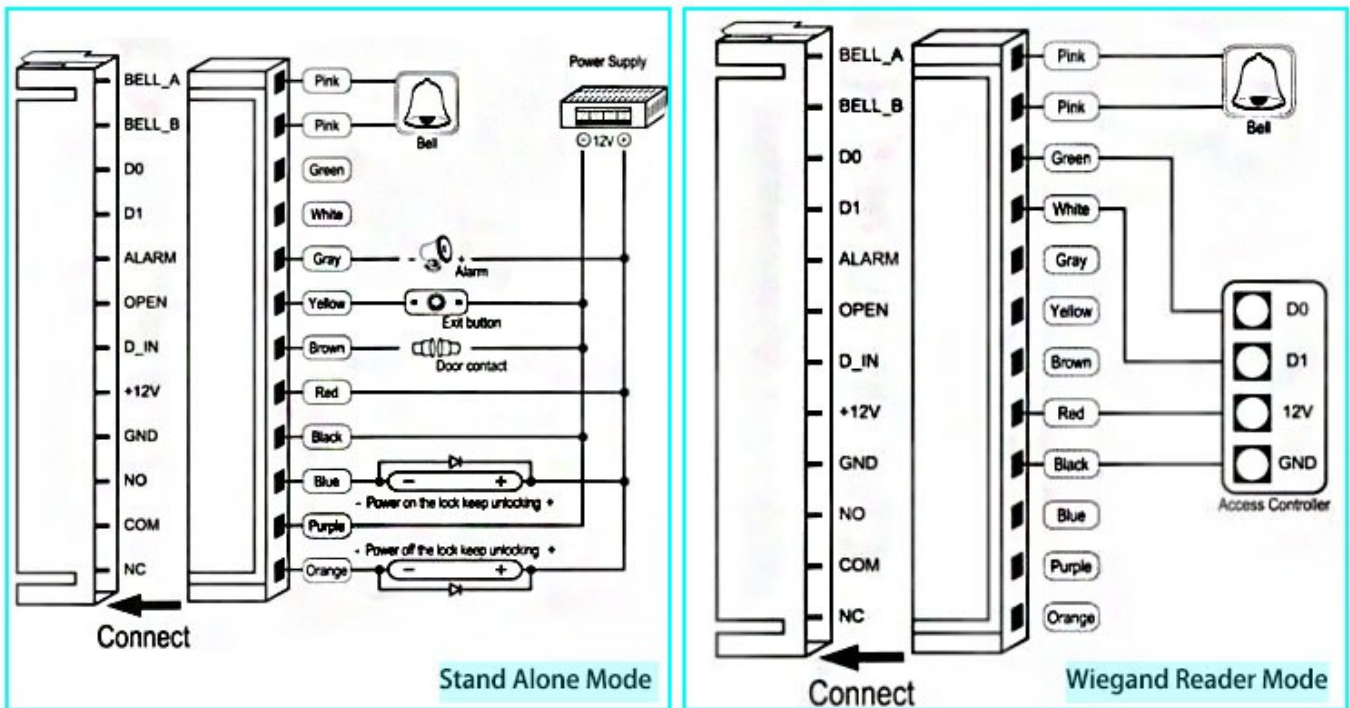 Power Supply
BELL_A Pink
BELL_B Pink
Bell
12V
D0 Green
D1 White
ALARM Gray - + Alarm
OPEN Yellow
Exit button
D_IN Brown
Door contact
+12V Red
GND Black
NO Blue - +
- Power on the lock keep unlocking +
COM Purple
- Power off the lock keep unlocking +
NC Orange - +
Connect
Stand Alone Mode
BELL_A Pink
BELL_B Pink
Bell
D0 Green
D1 White
ALARM Gray
OPEN Yellow
D_IN Brown
+12V Red
GND Black
NO Blue
COM Purple
NC Orange
D0
D1
12V
GND
Access Controller
Connect
Wiegand Reader Mode